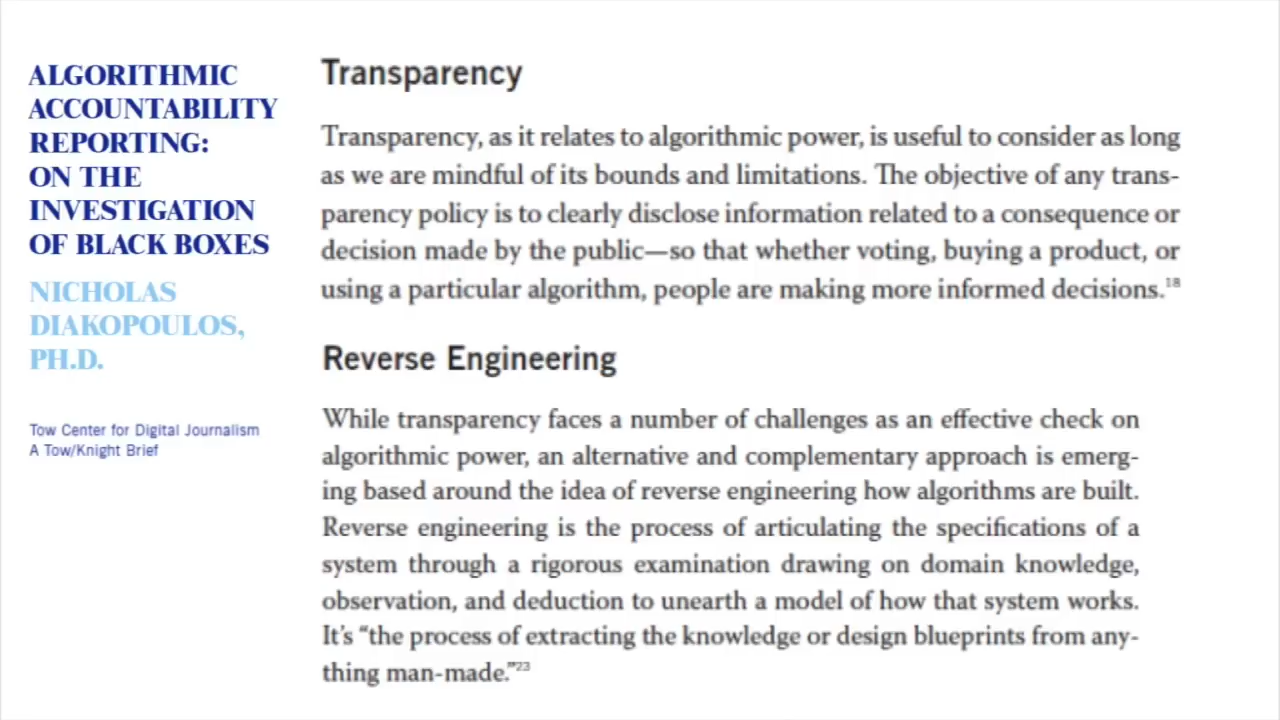 ALGORITHMIC
ACCOUNTABILITY
REPORTING:
ON THE
INVESTIGATION
OF BLACK BOXES
NICHOLAS
DIAKOPOULOS,
PH.D.
Tow Center for Digital Journalism
A Tow/Knight Brief
Transparency
Transparency, as it relates to algorithmic power, is useful to consider as long
as we are mindful of its bounds and limitations. The objective of any trans-
parency policy is to clearly disclose information related to a consequence or
decision made by the public—so that whether voting, buying a product, or
using a particular algorithm, people are making more informed decisions.18
Reverse Engineering
While transparency faces a number of challenges as an effective check on
algorithmic power, an alternative and complementary approach is emerg-
ing based around the idea of reverse engineering how algorithms are built.
Reverse engineering is the process of articulating the specifications of a
system through a rigorous examination drawing on domain knowledge,
observation, and deduction to unearth a model of how that system works.
It's “the process of extracting the knowledge or design blueprints from any-
thing man-made.”23